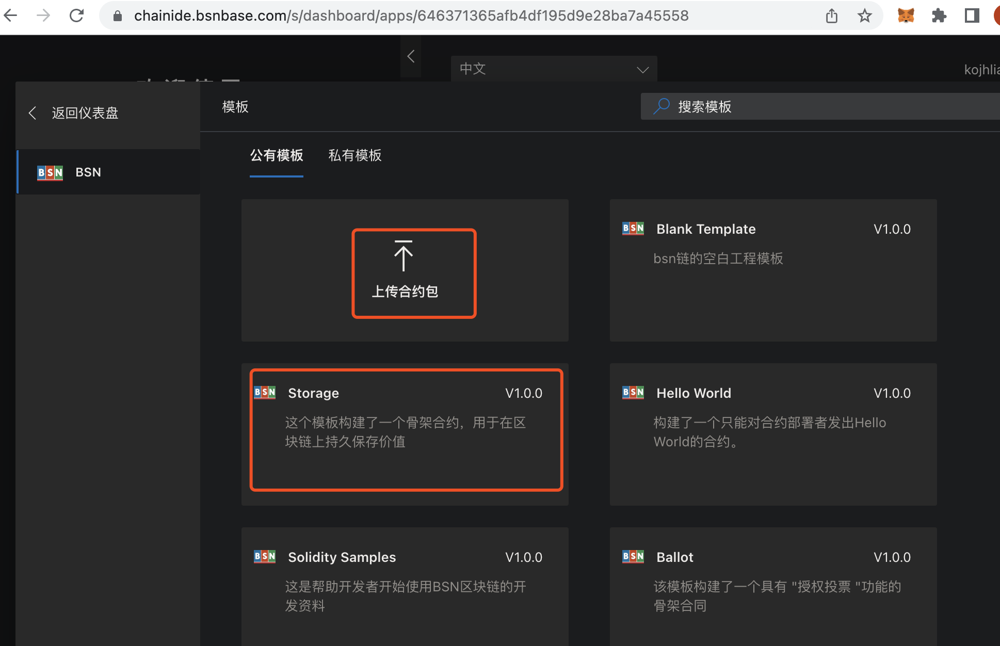 chainide.bsnbase.com/s/dashboard/apps/646371365afb4df195d9e28ba7a45558
中文
返回仪表盘
模板
搜索模板
BSN BSN
公有模板 私有模板
上传合约包
BSN Blank Template V1.0.0
bsn链的空白工程模板
BSN Storage V1.0.0
这个模板构建了一个骨架合约，用于在区
块链上持久保存价值
BSN Hello World V1.0.0
构建了一个只能对合约部署者发出Hello
World的合约。
BSN Solidity Samples V1.0.0
这是帮助开发者开始使用BSN区块链的开
发资料
BSN Ballot V1.0.0
该模板构建了一个具有 "授权投票 "功能的
骨架合同